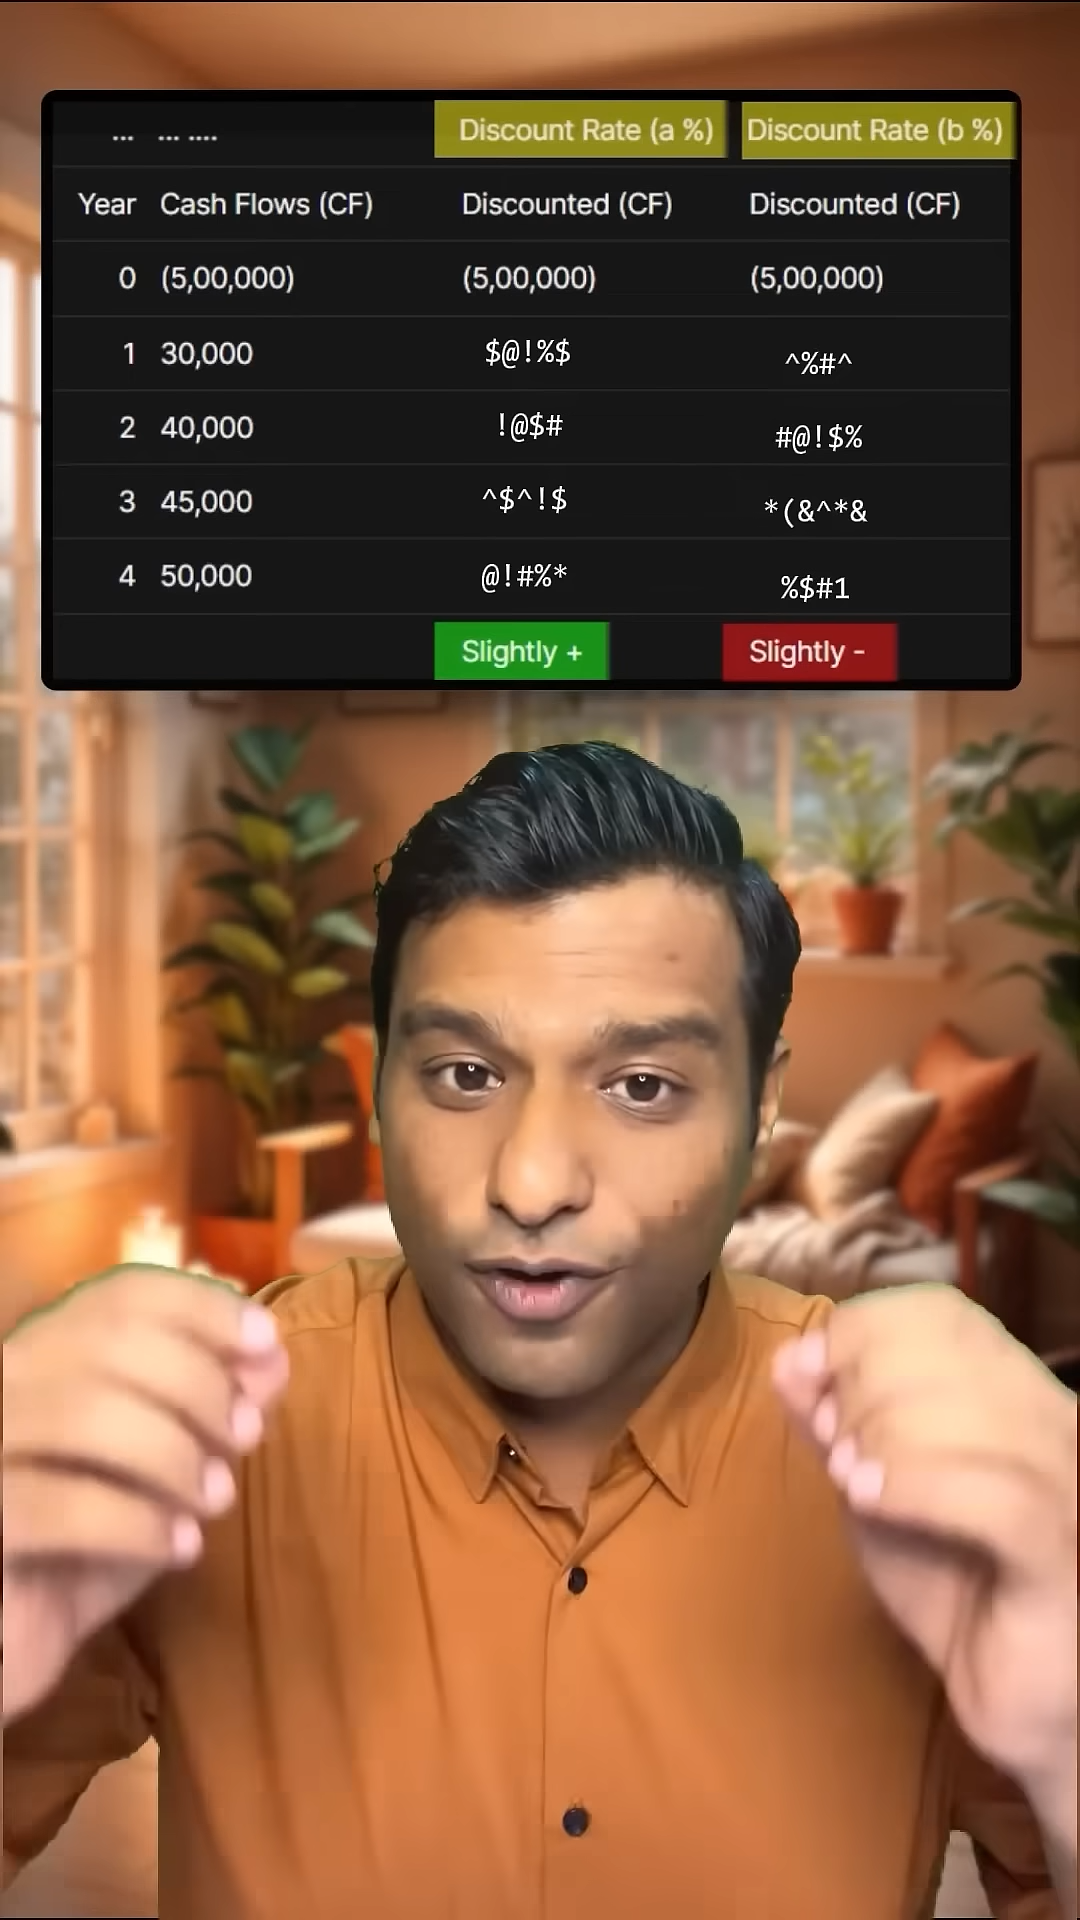 ... ... .... Discount Rate (a %) Discount Rate (b %)
Year Cash Flows (CF) Discounted (CF) Discounted (CF)
0 (5,00,000) (5,00,000) (5,00,000)
1 30,000 $@!%$ ^%#^
2 40,000 !@$# #@!$%
3 45,000 ^$^!$ *(&^*&
4 50,000 @!#%* %$#1
Slightly + Slightly -